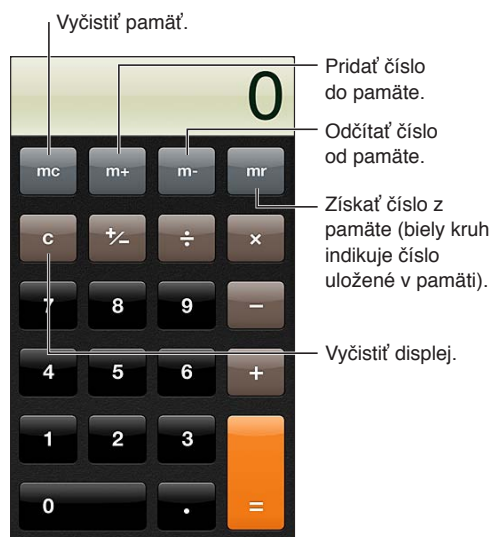 Vyčistiť pamäť.
0
Pridať číslo
do pamäte.
Odčítať číslo
od pamäte.
mc m+ m- mr
Získať číslo z
pamäte (biely kruh
indikuje číslo
uložené v pamäti).
c +/− ÷ ×
7 8 9 −
Vyčistiť displej.
4 5 6 +
1 2 3
0 . =